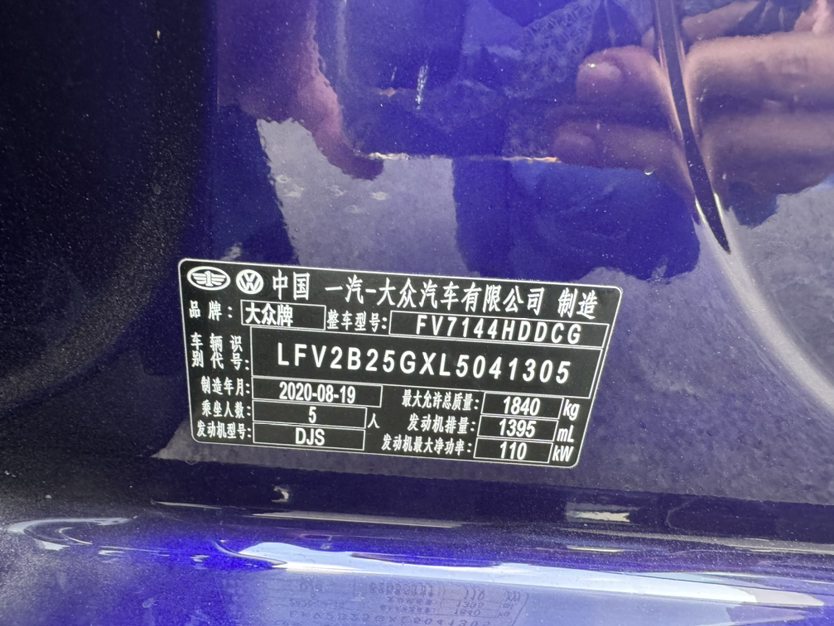 中国 一汽-大众汽车有限公司 制造
品牌: 大众牌 整车型号: FV7144HDDCG
车辆识别代号: LFV2B25GXL5041305
制造年月: 2020-08-19 最大允许总质量: 1840 kg
乘坐人数: 5 人 发动机排量: 1395 mL
发动机型号: DJS 发动机最大净功率: 110 kW